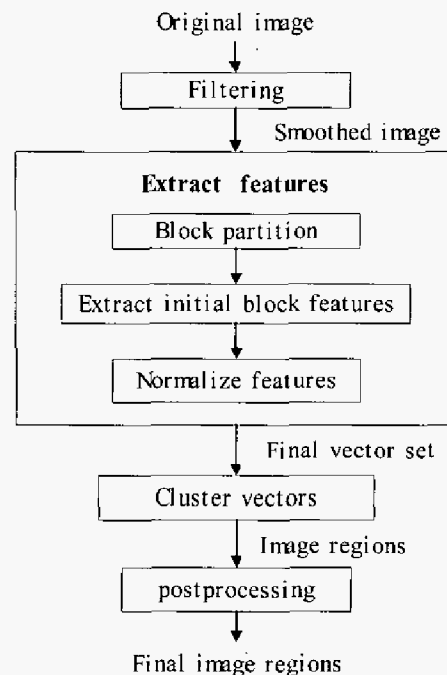 Original image
Filtering
Smoothed image
Extract features
Block partition
Extract initial block features
Normalize features
Final vector set
Cluster vectors
Image regions
postprocessing
Final image regions